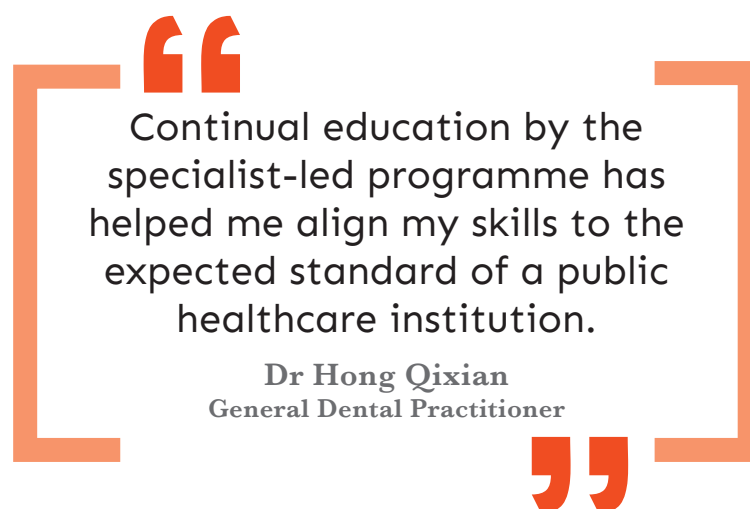 Continual education by the
specialist-led programme has
helped me align my skills to the
expected standard of a public
healthcare institution.
Dr Hong Qixian
General Dental Practitioner